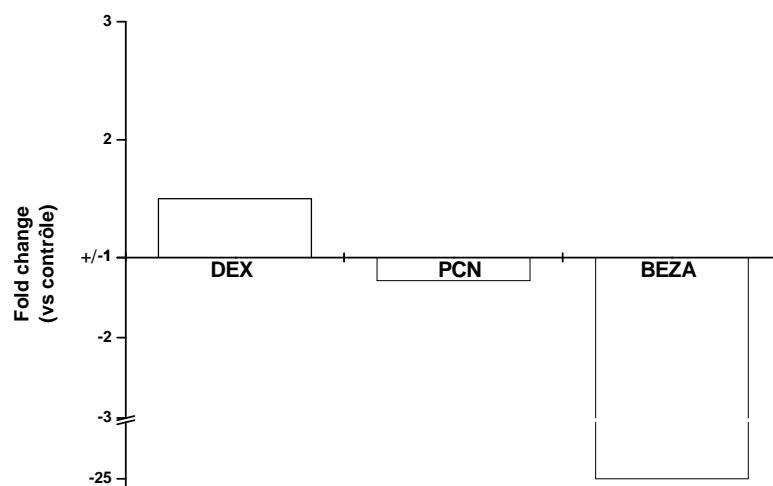 3
2
+/-1
-2
-3
-25
Fold change
(vs contrôle)
DEX
PCN
BEZA